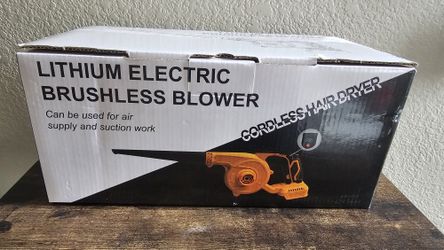 LITHIUM ELECTRIC
BRUSHLESS BLOWER
Can be used for air
supply and suction work
CORDLESS HAIR DRYER